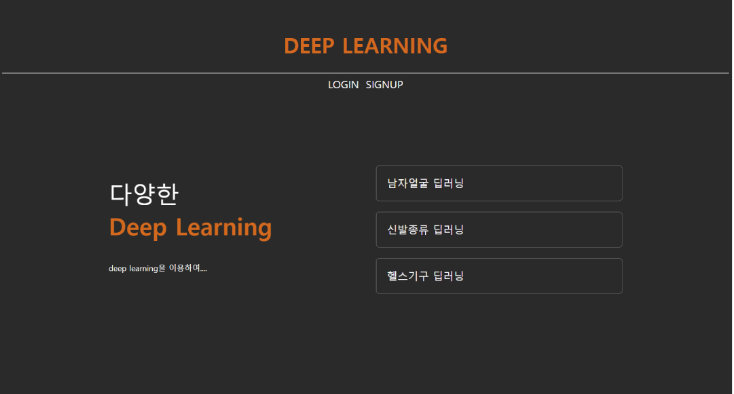 DEEP LEARNING
LOGIN SIGNUP
다양한
Deep Learning
deep learning을 이용하여....
남자얼굴 딥러닝
신발종류 딥러닝
헬스기구 딥러닝